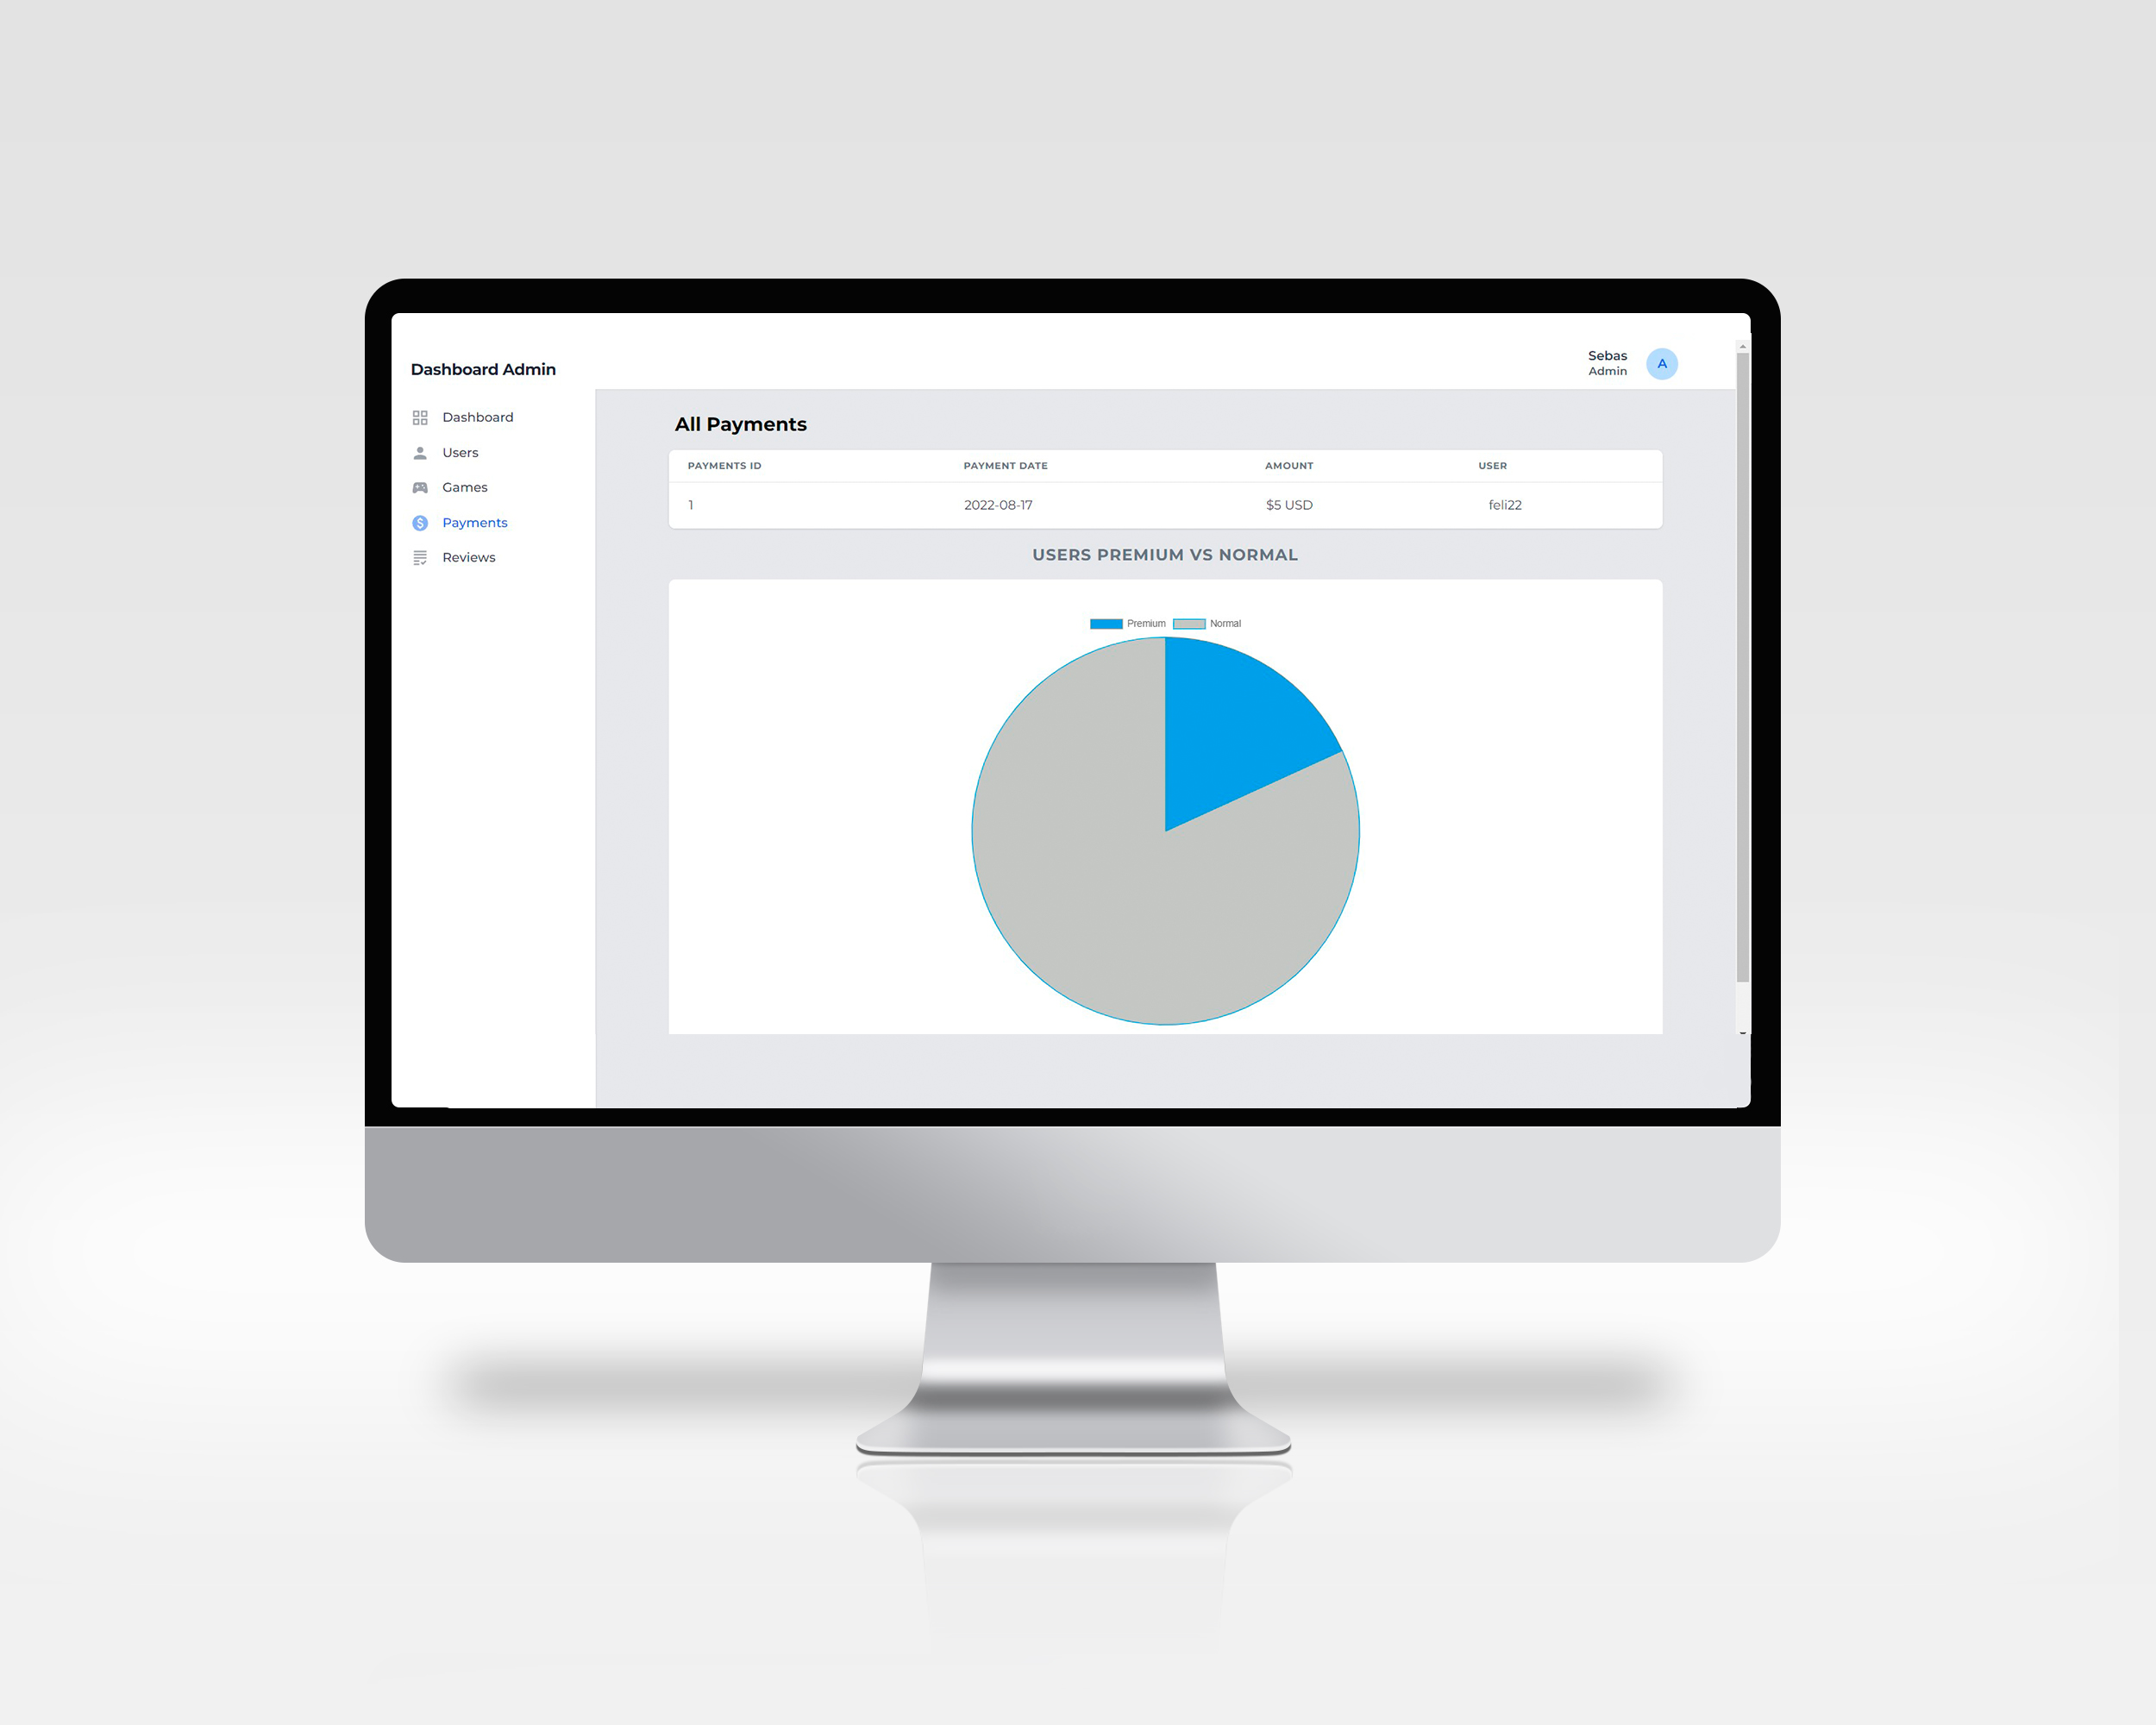 Dashboard Admin
Sebas
Admin
A
Dashboard
Users
Games
Payments
Reviews
All Payments
PAYMENTS ID PAYMENT DATE AMOUNT USER
1 2022-08-17 $5 USD feli22
USERS PREMIUM VS NORMAL
Premium Normal